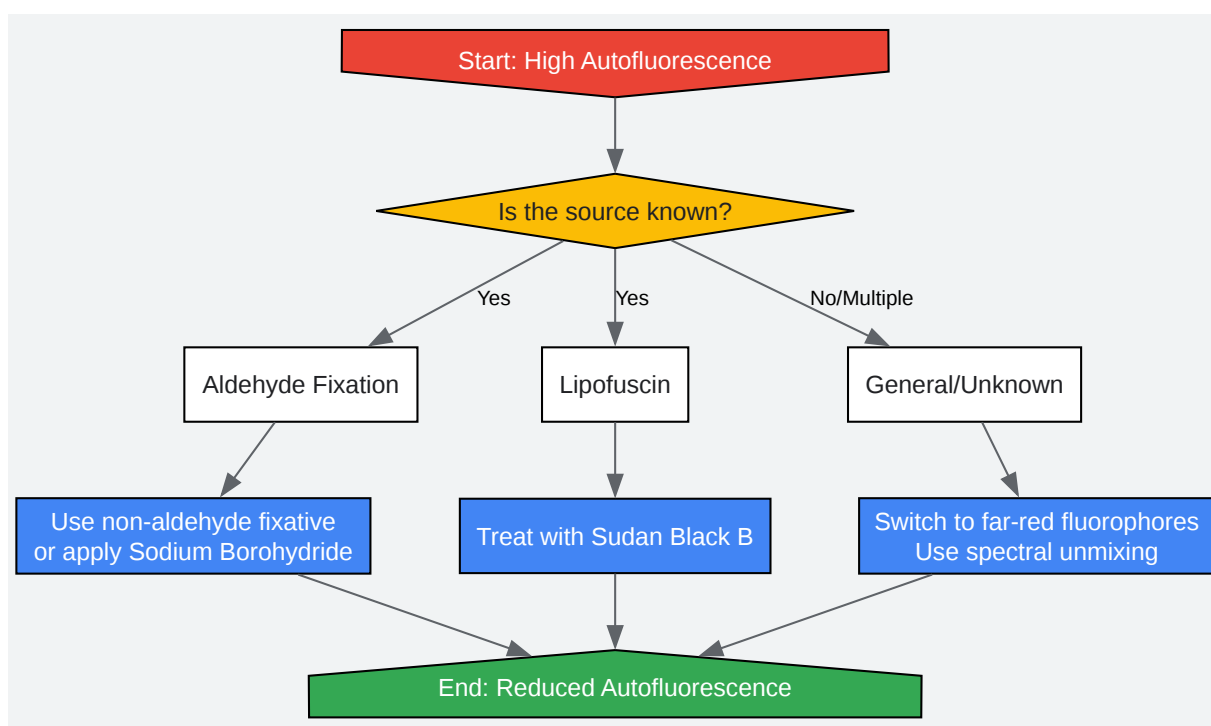 Start: High Autofluorescence
Is the source known?
Yes
Yes
No/Multiple
Aldehyde Fixation
Lipofuscin
General/Unknown
Use non-aldehyde fixative
or apply Sodium Borohydride
Treat with Sudan Black B
Switch to far-red fluorophores
Use spectral unmixing
End: Reduced Autofluorescence